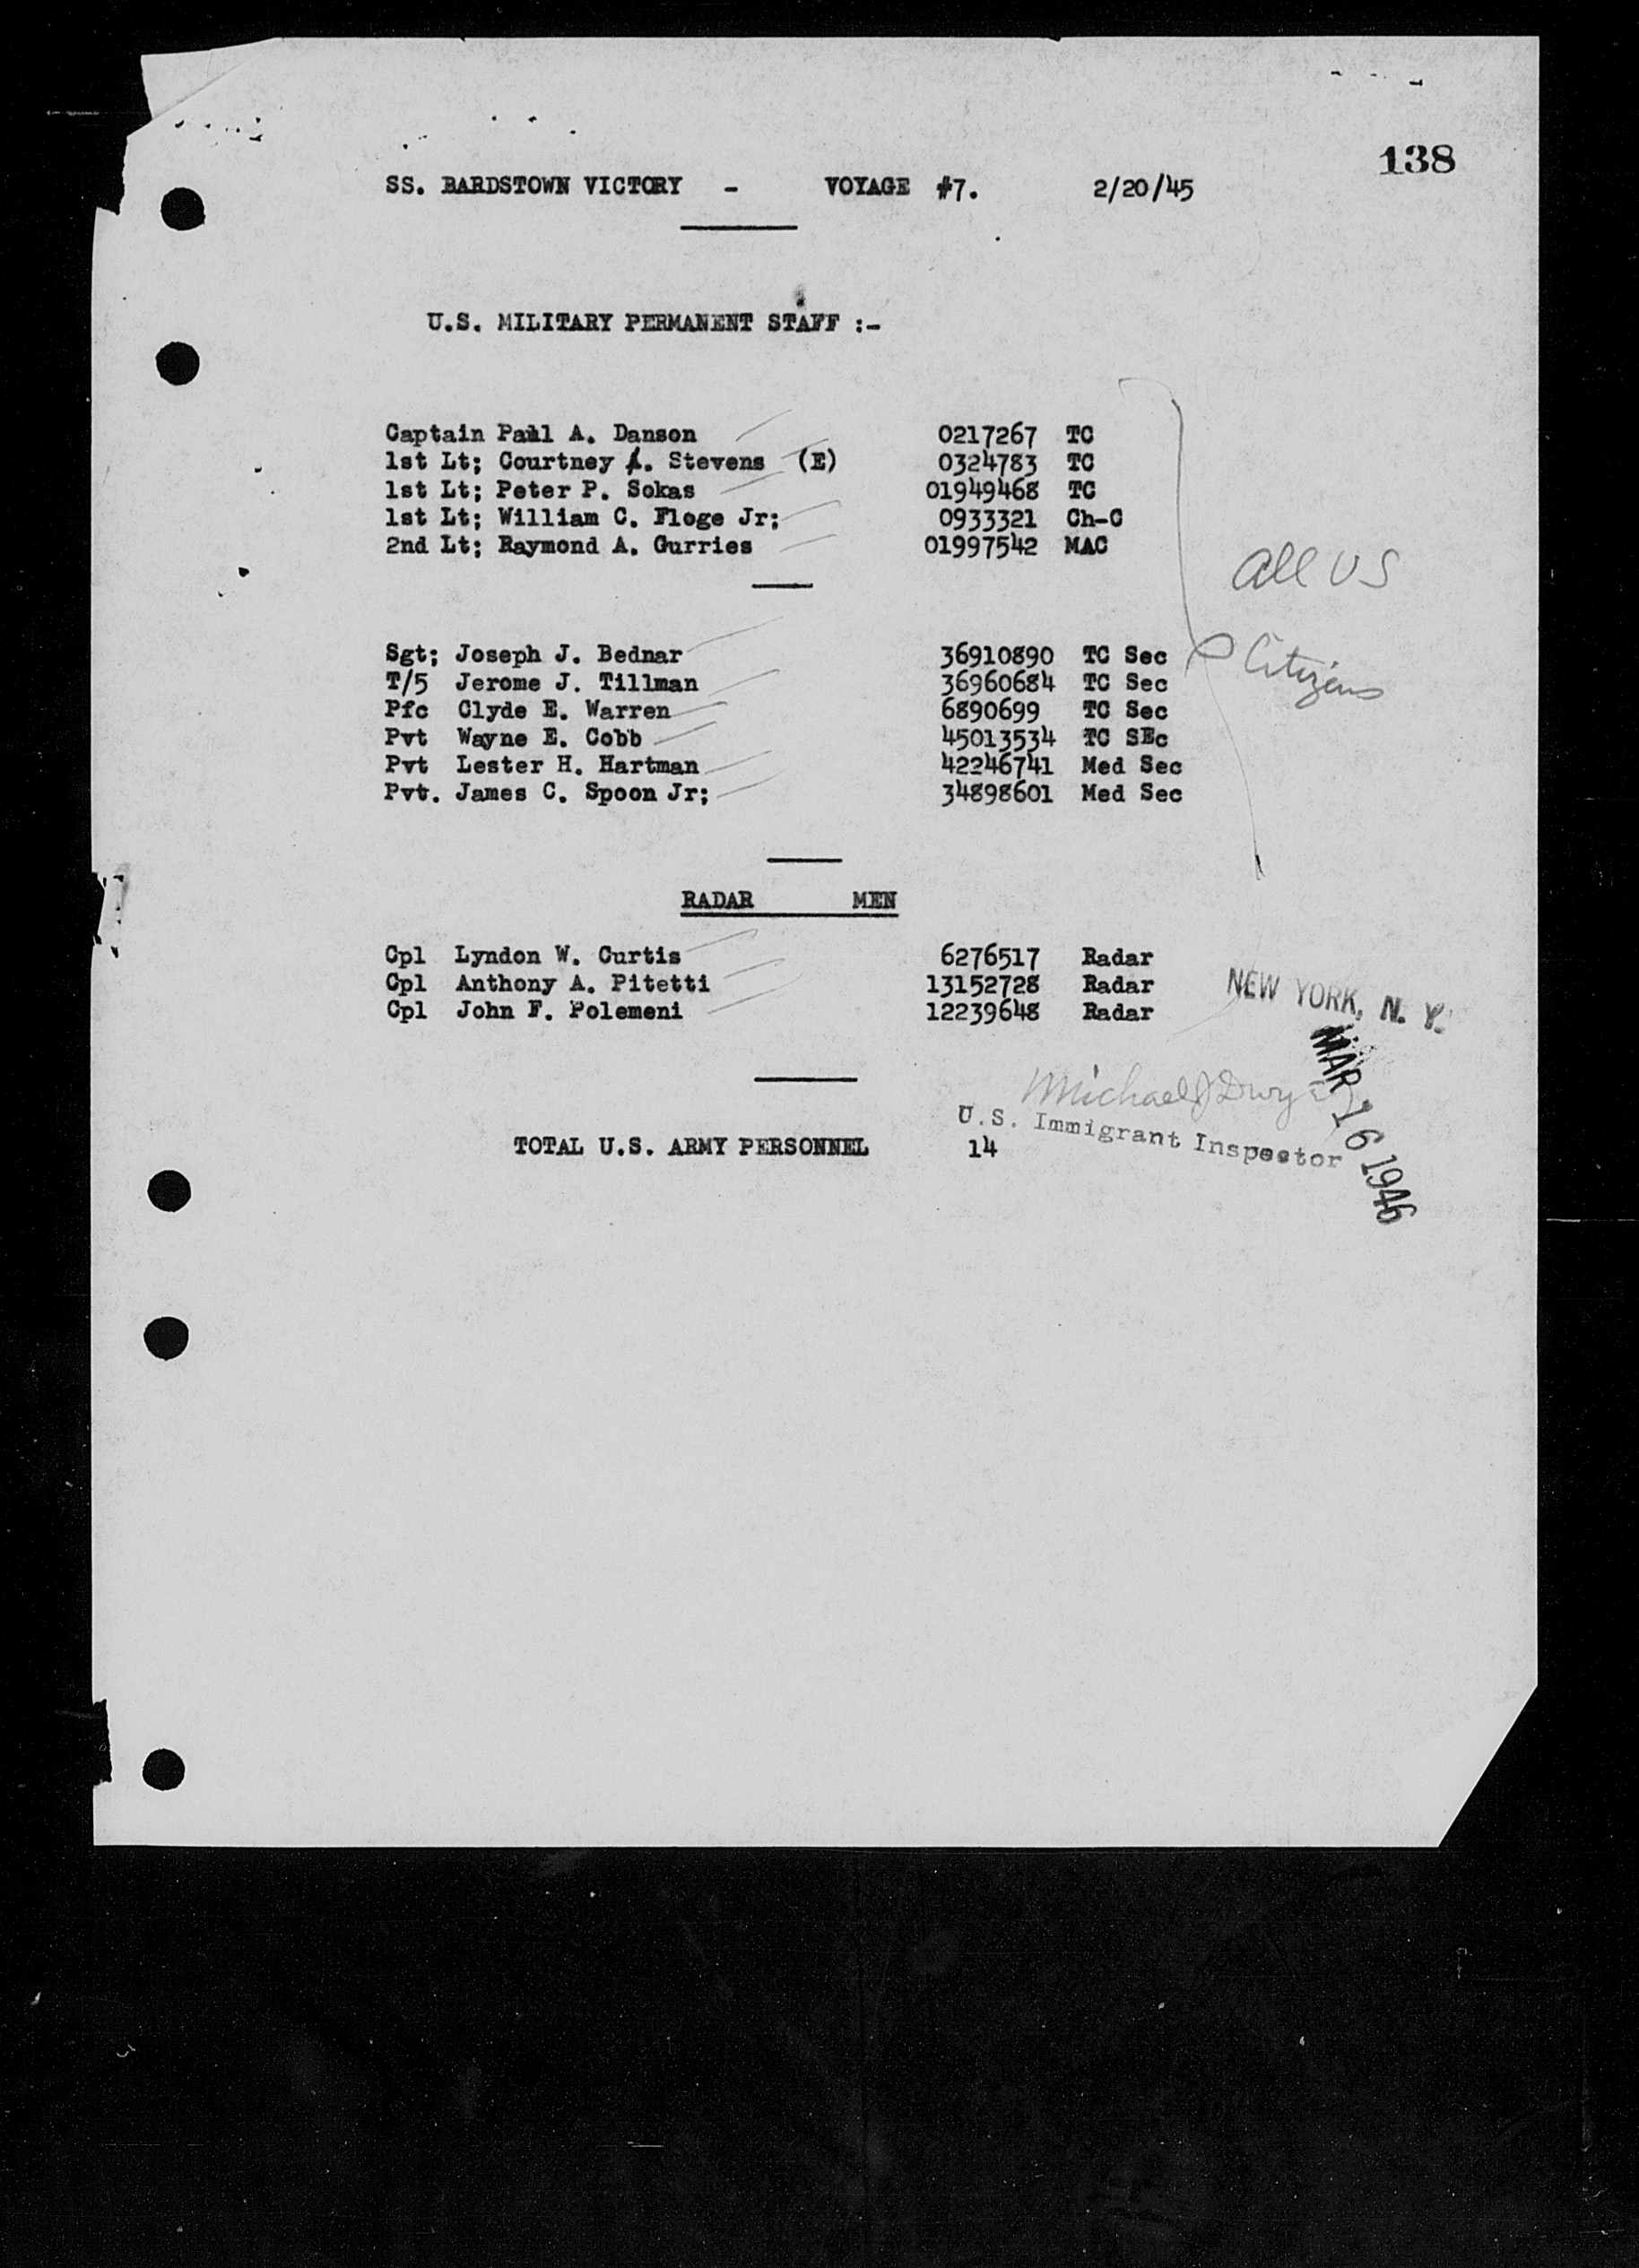 138
SS. BARDSTOWN VICTORY - VOYAGE #7. 2/20/45
U.S. MILITARY PERMANENT STAFF :-
Captain Paul A. Danson 0217267 TC
1st Lt; Courtney A. Stevens (E) 0324783 TC
1st Lt; Peter P. Sokas 01949468 TC
1st Lt; William C. Floge Jr; 0933321 Ch-C
2nd Lt; Raymond A. Gurries 01997542 MAC
All US
Citizens
Sgt; Joseph J. Bednar 36910890 TC Sec
T/5 Jerome J. Tillman 36960684 TC Sec
Pfc Clyde E. Warren 6890699 TC Sec
Pvt Wayne E. Cobb 45013534 TC SEc
Pvt Lester H. Hartman 42246741 Med Sec
Pvt. James C. Spoon Jr; 34898601 Med Sec
RADAR MEN
Cpl Lyndon W. Curtis 6276517 Radar
Cpl Anthony A. Pitetti 13152728 Radar
Cpl John F. Polemeni 12239648 Radar
NEW YORK, N. Y.
MAR 16 1946
Michael J
U.S. Immigrant Inspector
TOTAL U.S. ARMY PERSONNEL 14